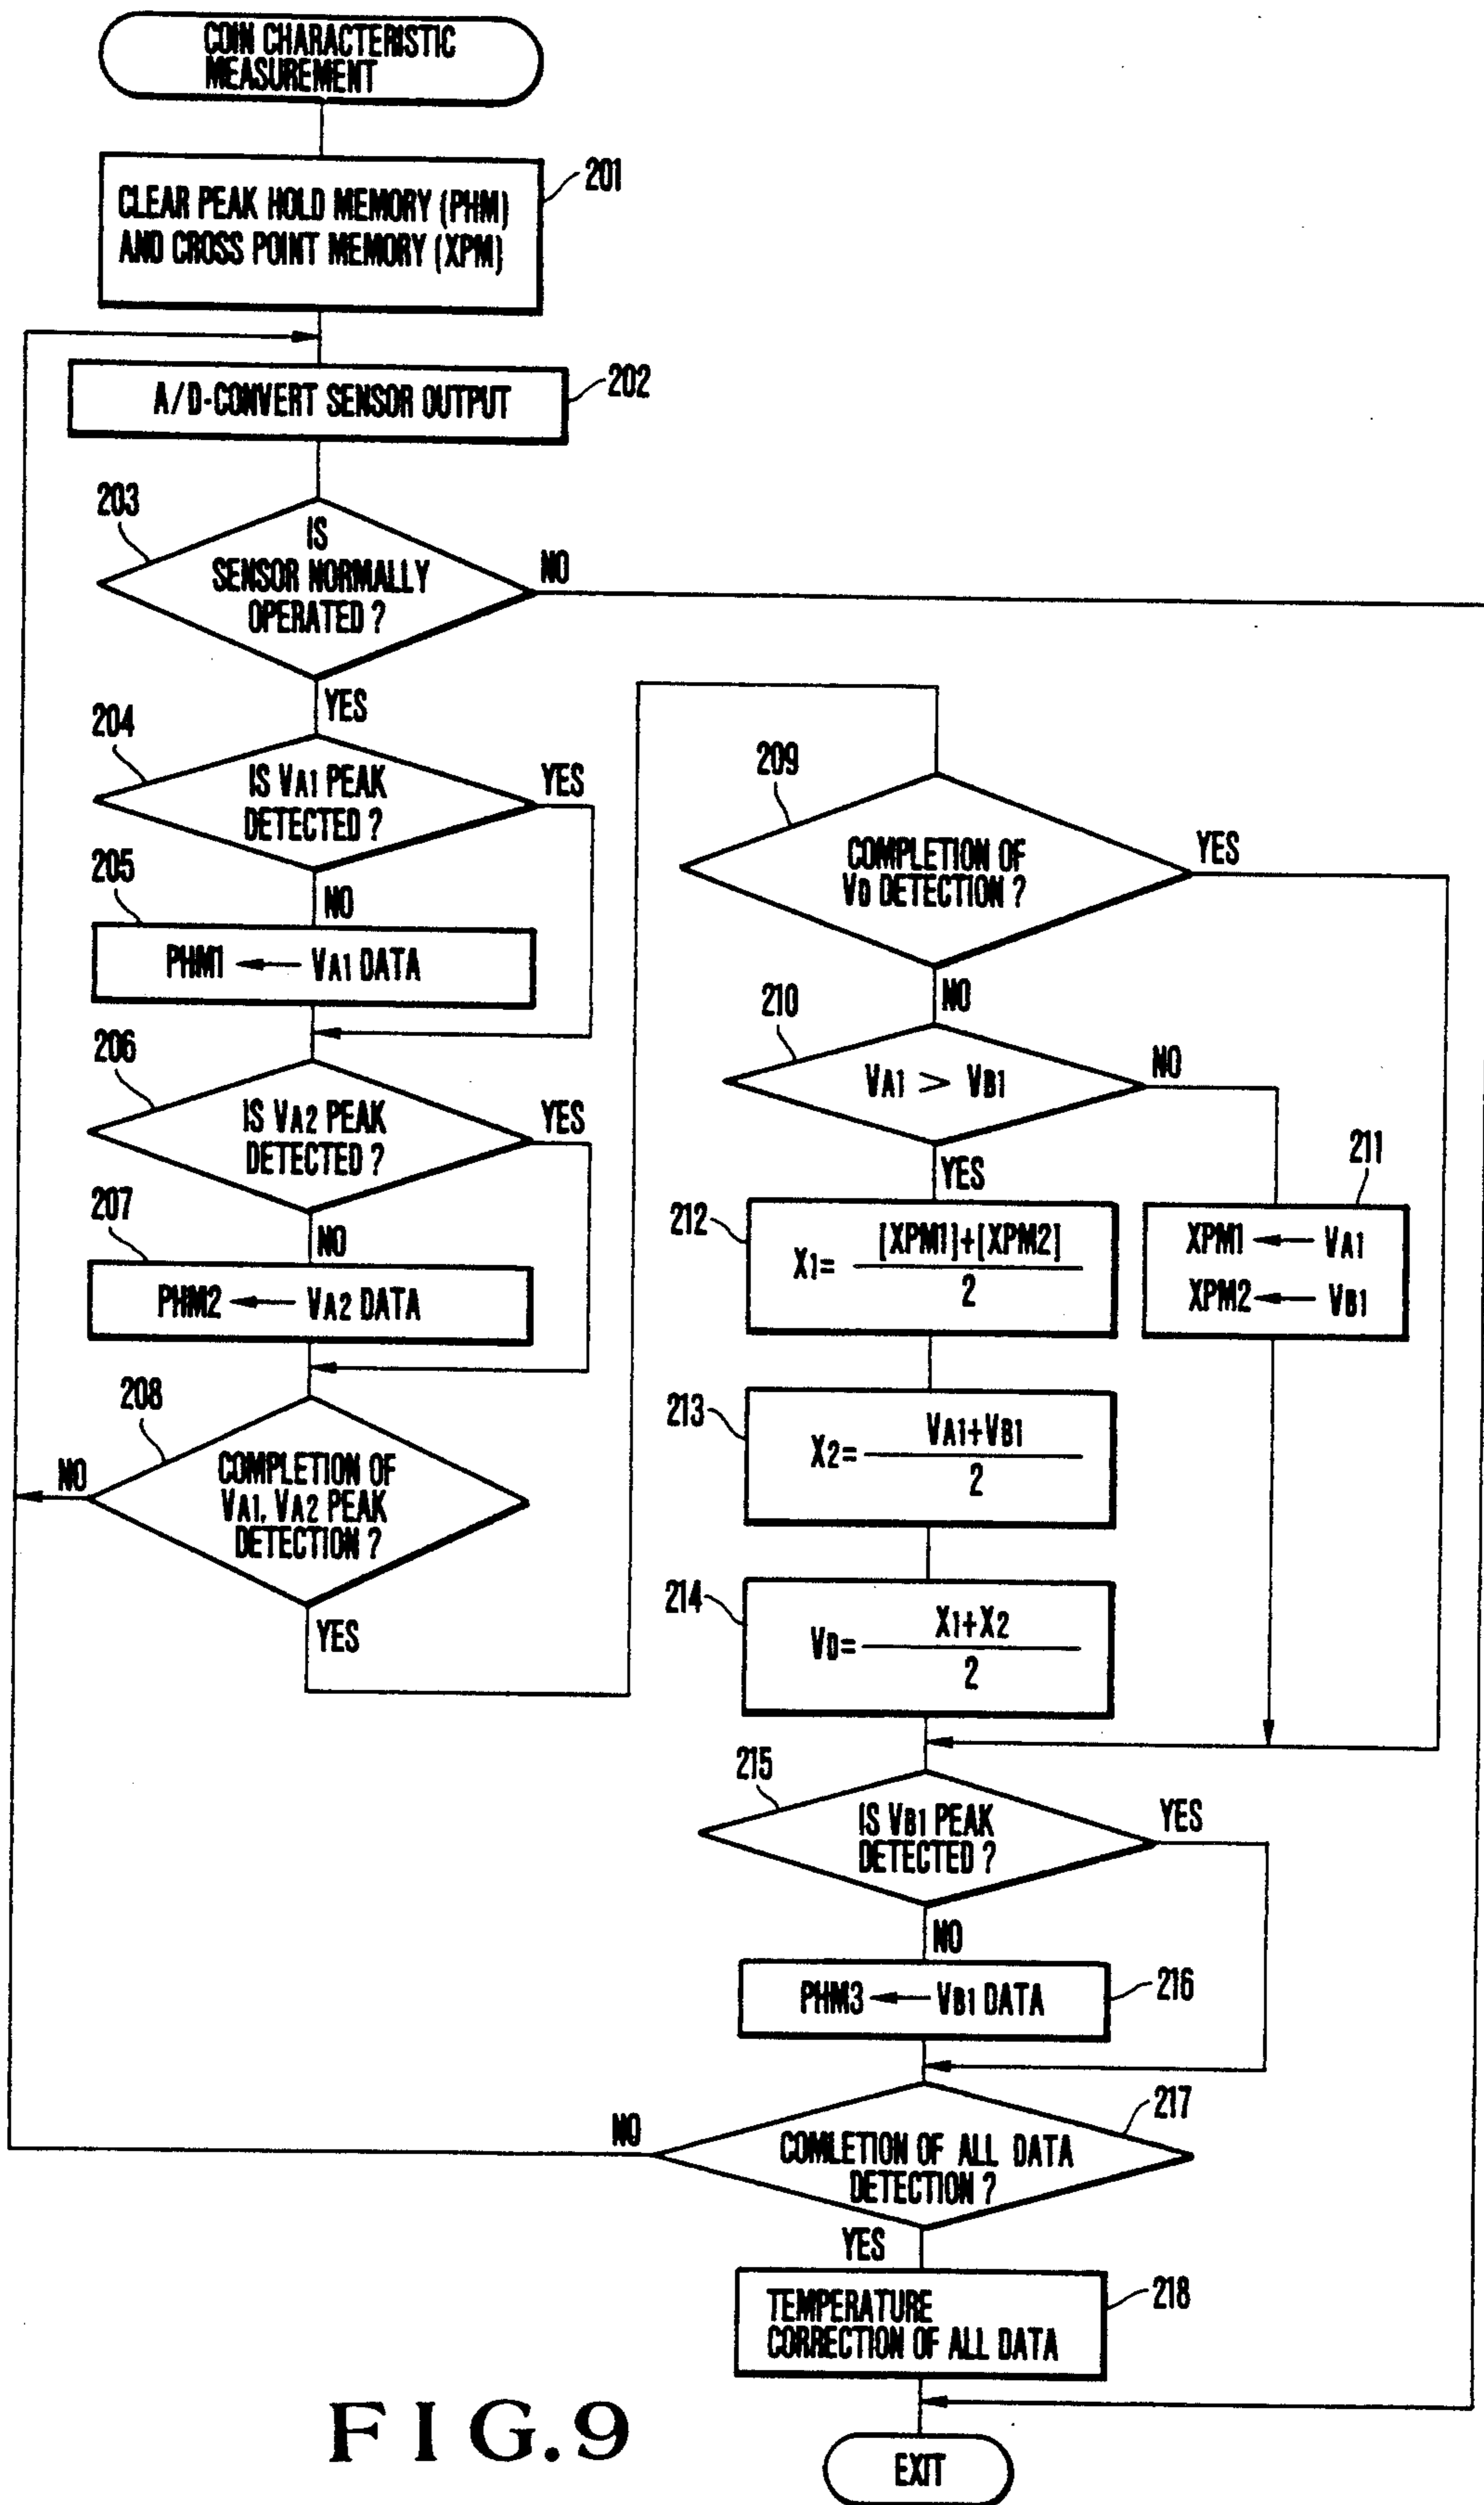 COIN CHARACTERISTIC
MEASUREMENT
201
CLEAR PEAK HOLD MEMORY (PHM)
AND CROSS POINT MEMORY (XPM)
202
A/D-CONVERT SENSOR OUTPUT
203
IS
SENSOR NORMALLY
OPERATED ?
NO
YES
204
IS VA1 PEAK
DETECTED ?
YES
NO
205
PHM1 ← VA1 DATA
206
IS VA2 PEAK
DETECTED ?
YES
NO
207
PHM2 ← VA2 DATA
208
COMPLETION OF
VA1, VA2 PEAK
DETECTION ?
NO
YES
209
COMPLETION OF
VD DETECTION ?
YES
NO
210
VA1 > VB1
NO
YES
211
XPM1 ← VA1
XPM2 ← VB1
212
X1= [XPM1]+[XPM2]
2
213
X2= VA1+VB1
2
214
VD= X1+X2
2
215
IS VB1 PEAK
DETECTED ?
YES
NO
216
PHM3 ← VB1 DATA
217
COMLETION OF ALL DATA
DETECTION ?
NO
YES
218
TEMPERATURE
CORRECTION OF ALL DATA
EXIT
FIG.9